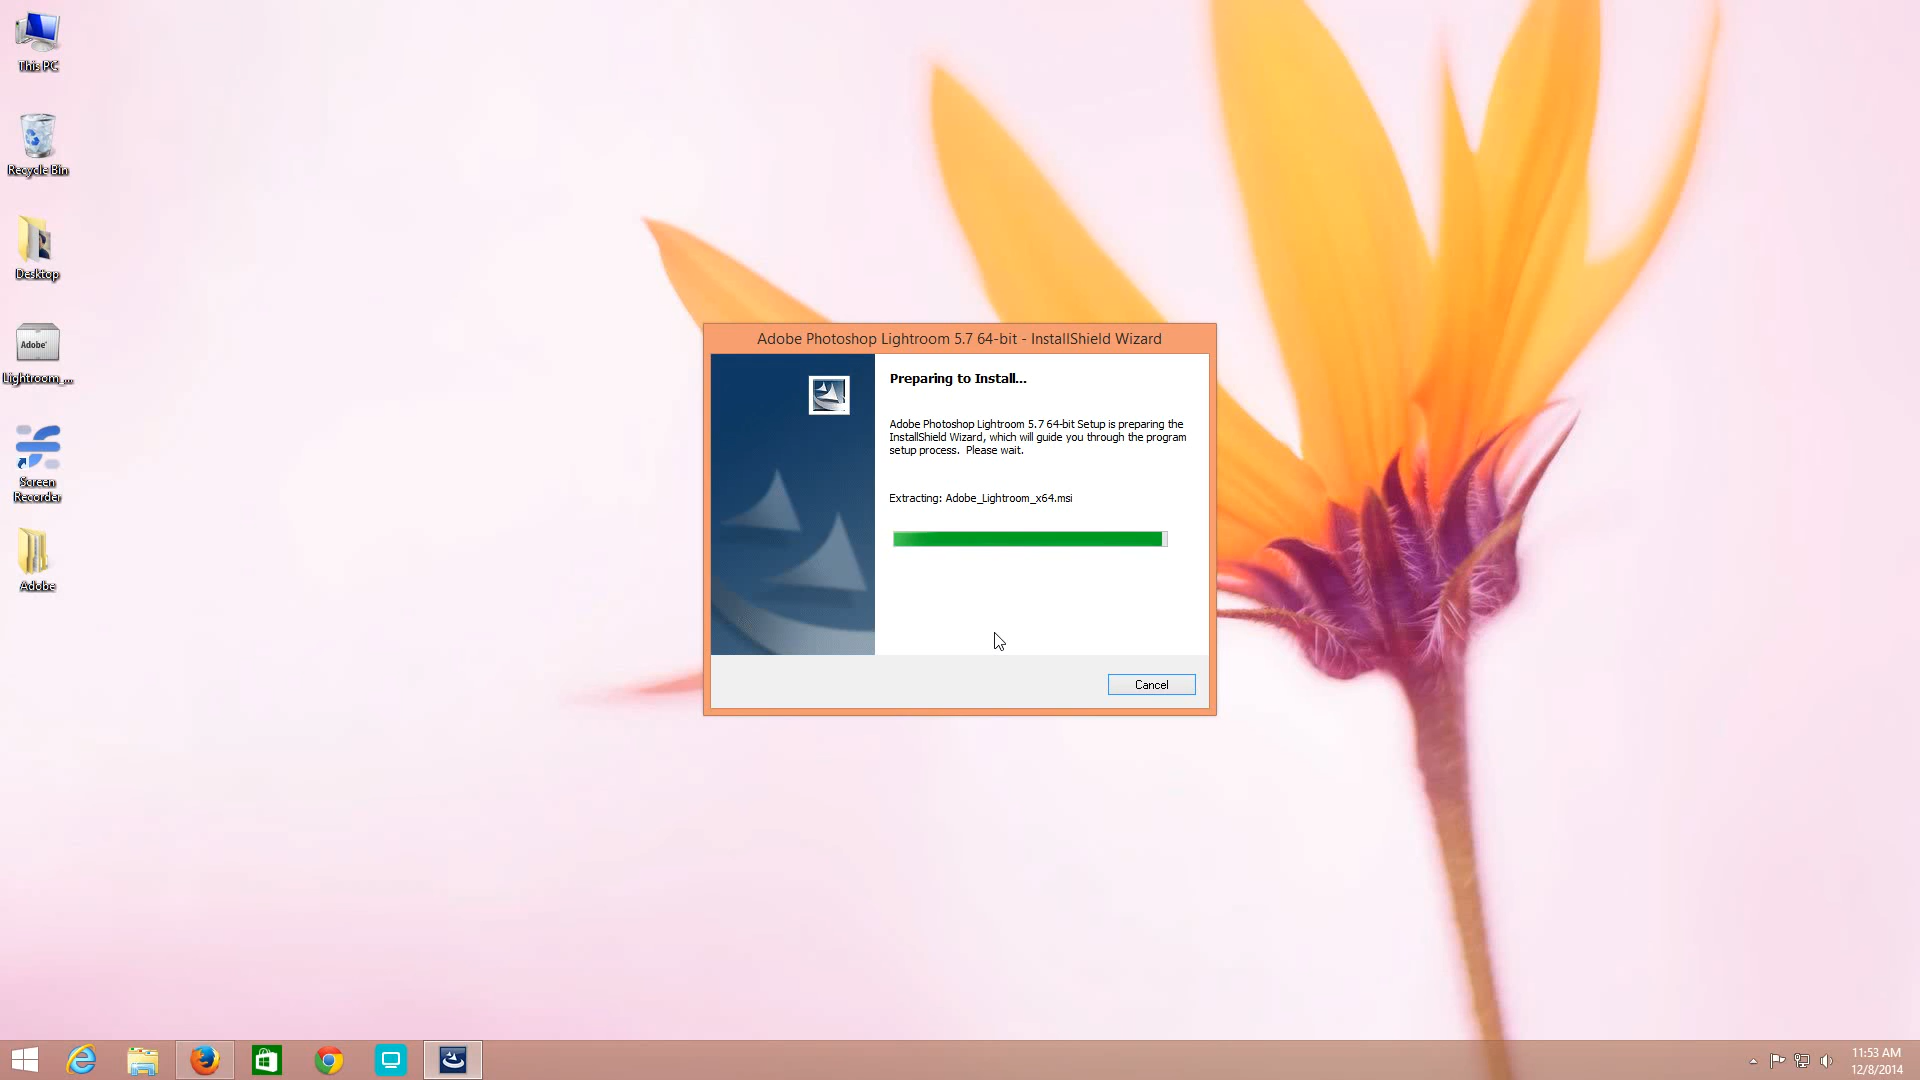 This PC
Recycle Bin
Desktop
Adobe
Lightroom_...
Screen
Recorder
Adobe
Adobe Photoshop Lightroom 5.7 64-bit - InstallShield Wizard
Preparing to Install...
Adobe Photoshop Lightroom 5.7 64-bit Setup is preparing the
InstallShield Wizard, which will guide you through the program
setup process.  Please wait.
Extracting: Adobe_Lightroom_x64.msi
Cancel
11:53 AM
12/8/2014